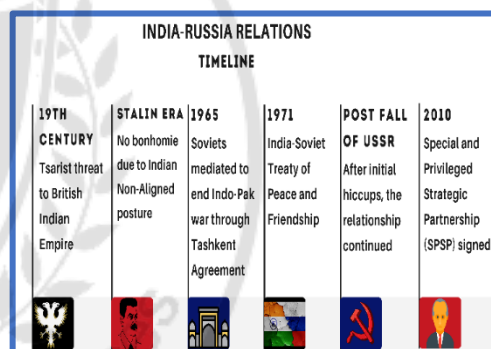 INDIA-RUSSIA RELATIONS
TIMELINE
19TH
CENTURY
Tsarist threat
to British
Indian
Empire
STALIN ERA
No bonhomie
due to Indian
Non-Aligned
posture
1965
Soviets
mediated to
end Indo-Pak
war through
Tashkent
Agreement
1971
India-Soviet
Treaty of
Peace and
Friendship
POST FALL
OF USSR
After initial
hiccups, the
relationship
continued
2010
Special and
Privileged
Strategic
Partnership
(SPSP) signed